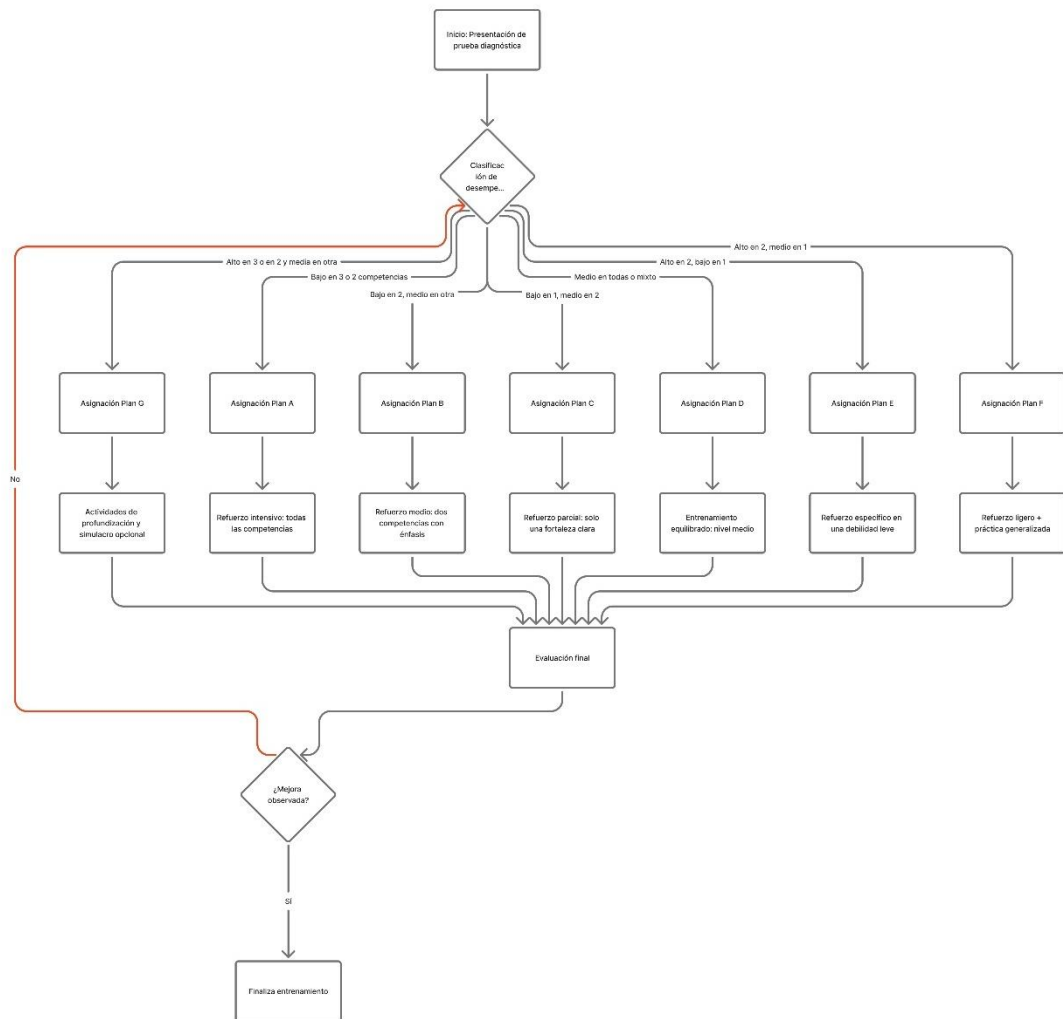 Inicio: Presentación de
prueba diagnóstica
Clasificac
ión de
desempe...
Alto en 2, medio en 1
Alto en 3 o en 2 y media en otra
Alto en 2, bajo en 1
Bajo en 3 o 2 competencias
Medio en todas o mixto
Bajo en 2, medio en otra
Bajo en 1, medio en 2
Asignación Plan G
Asignación Plan A
Asignación Plan B
Asignación Plan C
Asignación Plan D
Asignación Plan E
Asignación Plan F
No
Actividades de
profundización y
simulacro opcional
Refuerzo intensivo: todas
las competencias
Refuerzo medio: dos
competencias con
énfasis
Refuerzo parcial: solo
una fortaleza clara
Entrenamiento
equilibrado: nivel medio
Refuerzo específico en
una debilidad leve
Refuerzo ligero +
práctica generalizada
Evaluación final
¿Mejora
observada?
Sí
Finaliza entrenamiento